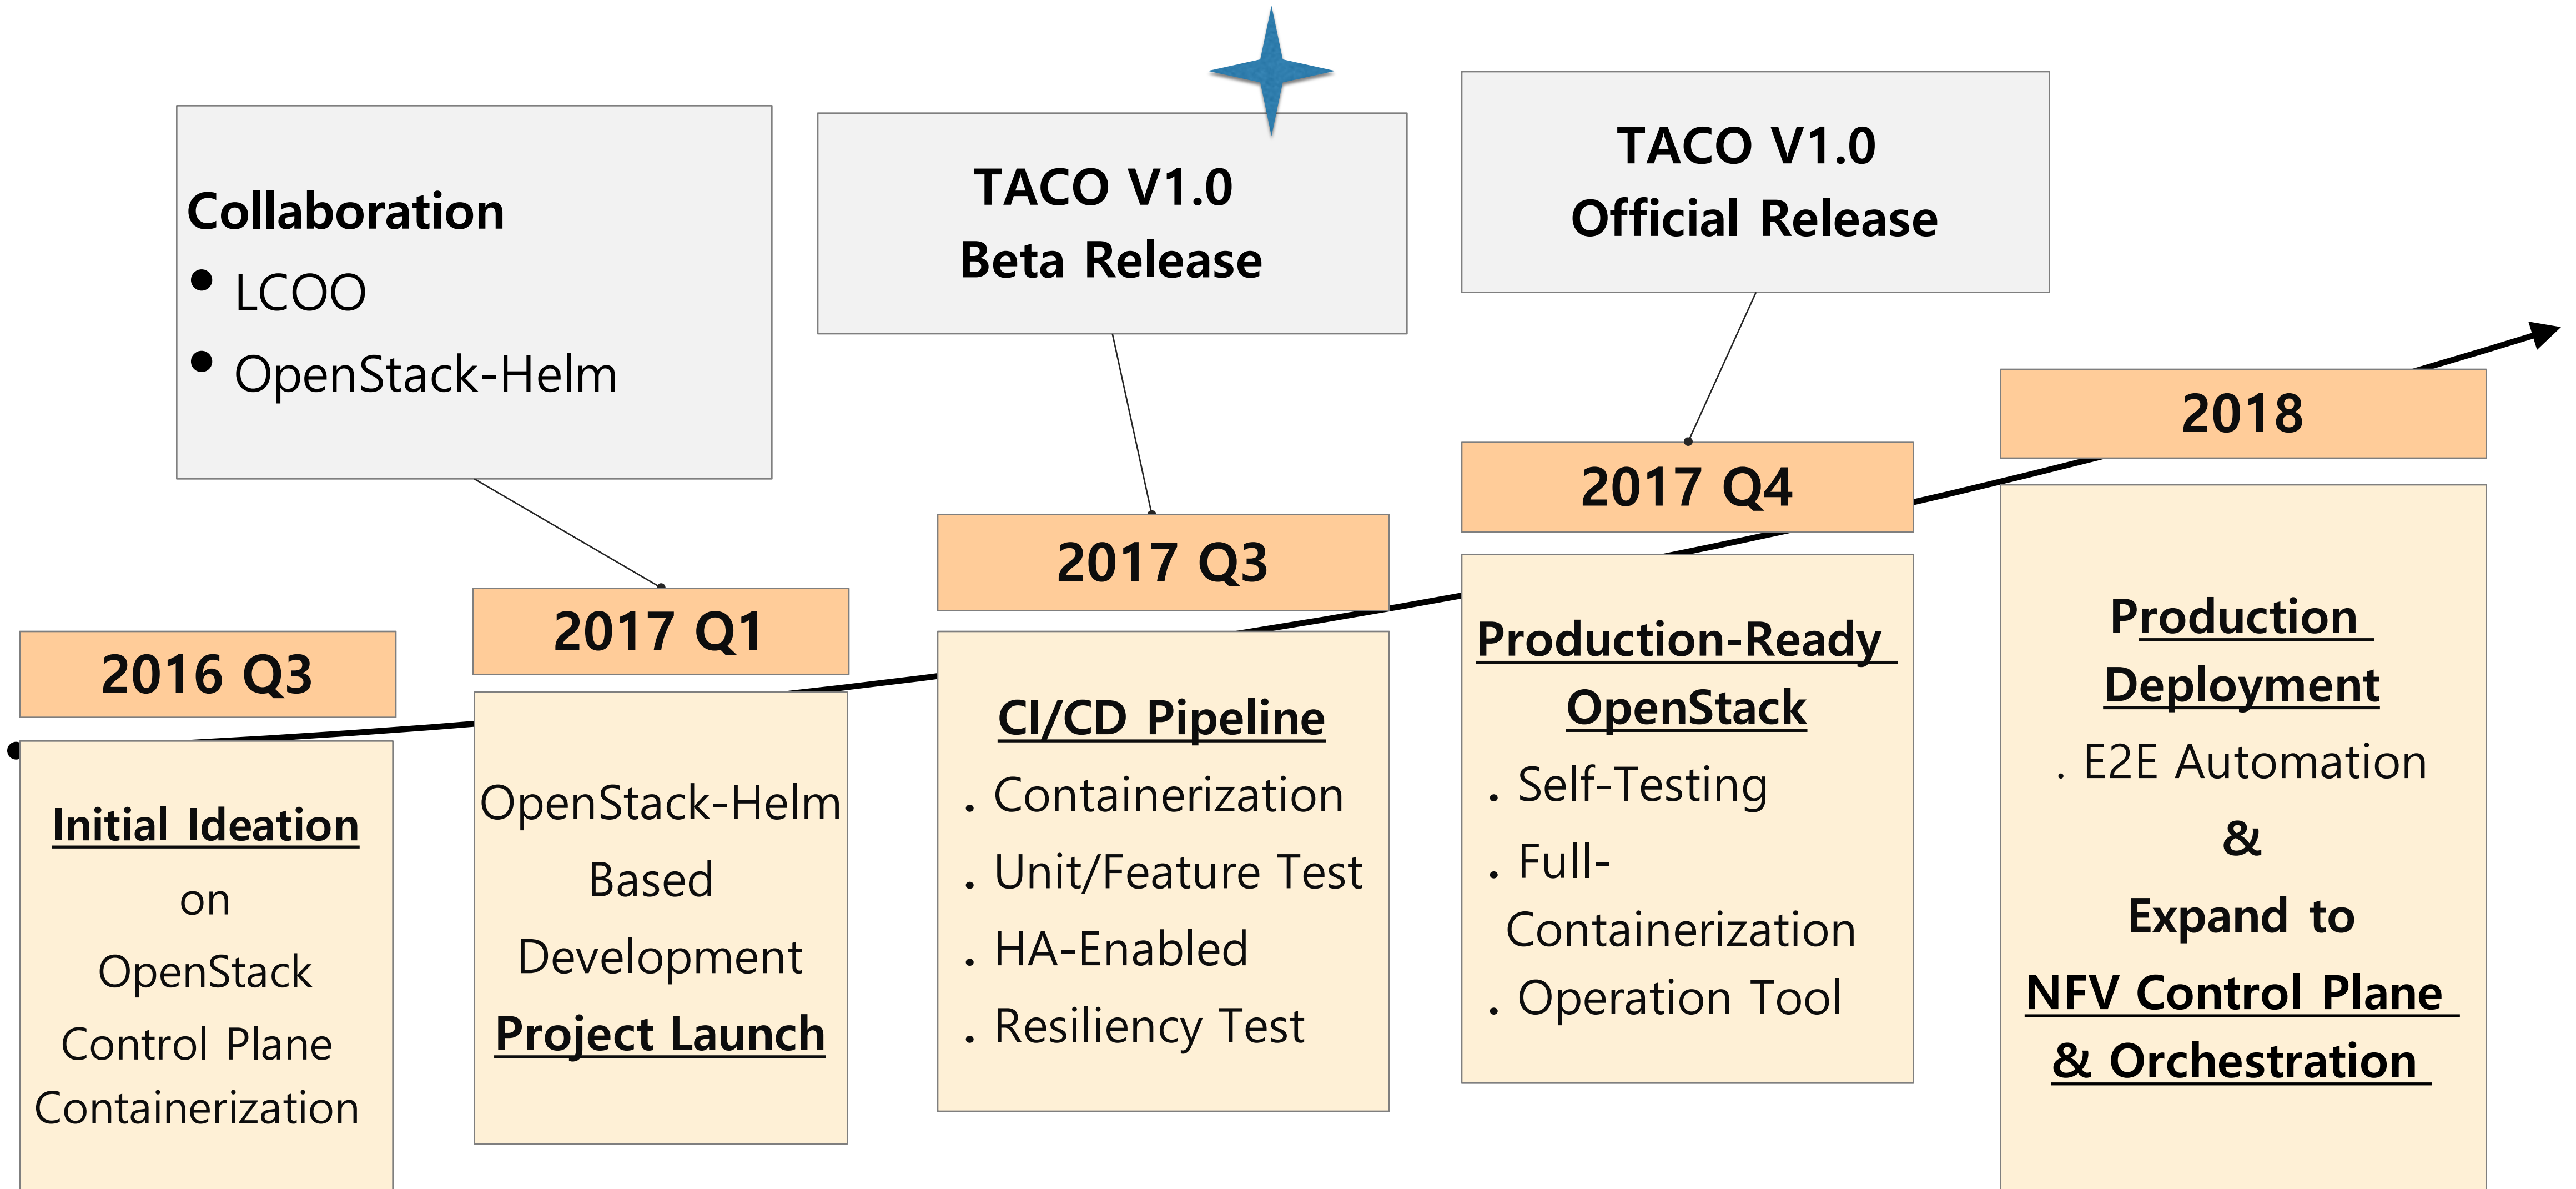 Collaboration
• LCOO
• OpenStack-Helm
TACO V1.0
Beta Release
TACO V1.0
Official Release
2016 Q3
Initial Ideation
on
OpenStack
Control Plane
Containerization
2017 Q1
OpenStack-Helm
Based
Development
Project Launch
2017 Q3
CI/CD Pipeline
. Containerization
. Unit/Feature Test
. HA-Enabled
. Resiliency Test
2017 Q4
Production-Ready
OpenStack
. Self-Testing
. Full-
Containerization
. Operation Tool
2018
Production
Deployment
. E2E Automation
&
Expand to
NFV Control Plane
& Orchestration